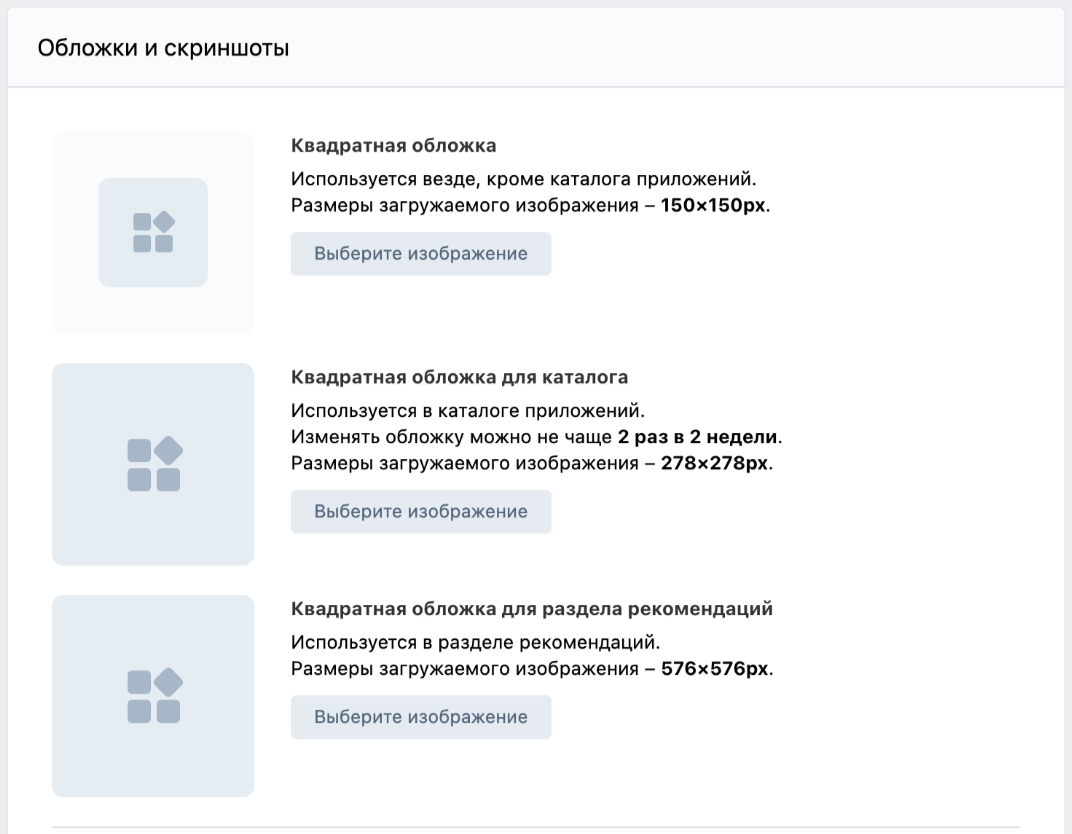 Обложки и скриншоты
Квадратная обложка
Используется везде, кроме каталога приложений.
Размеры загружаемого изображения – 150×150px.
Выберите изображение
Квадратная обложка для каталога
Используется в каталоге приложений.
Изменять обложку можно не чаще 2 раз в 2 недели.
Размеры загружаемого изображения – 278×278px.
Выберите изображение
Квадратная обложка для раздела рекомендаций
Используется в разделе рекомендаций.
Размеры загружаемого изображения – 576×576px.
Выберите изображение